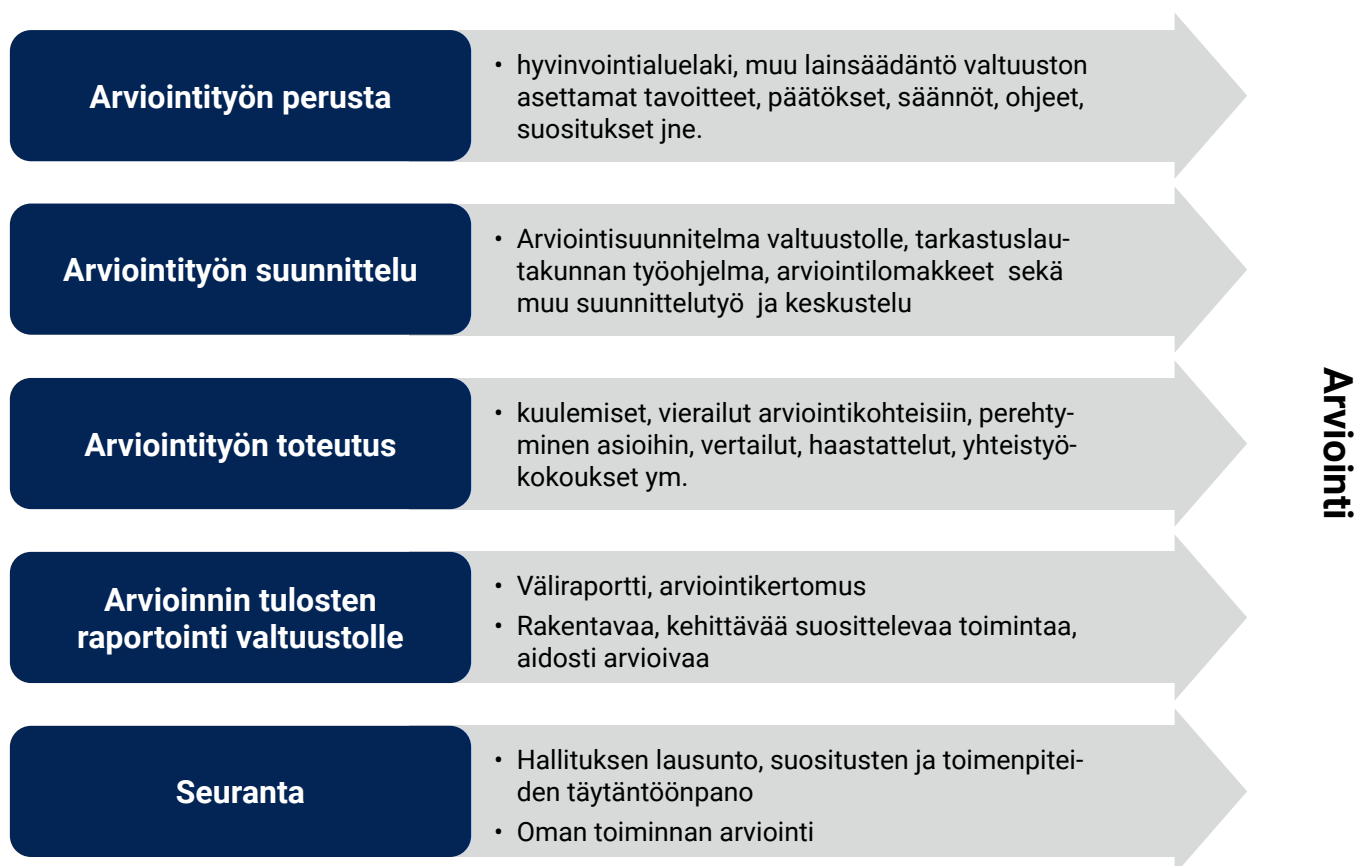 Arviointityön perusta
• hyvinvointialuelaki, muu lainsäädäntö valtuuston
asettamat tavoitteet, päätökset, säännöt, ohjeet,
suositukset jne.
Arviointityön suunnittelu
• Arviointisuunnitelma valtuustolle, tarkastuslau-
takunnan työohjelma, arviointilomakkeet sekä
muu suunnittelutyö ja keskustelu
Arviointityön toteutus
• kuulemiset, vierailut arviointikohteisiin, perehty-
minen asioihin, vertailut, haastattelut, yhteistyö-
kokoukset ym.
Arvioinnin tulosten
raportointi valtuustolle
• Väliraportti, arviointikertomus
• Rakentavaa, kehittävää suosittelevaa toimintaa,
aidosti arvioivaa
Seuranta
• Hallituksen lausunto, suositusten ja toimenpitei-
den täytäntöönpano
• Oman toiminnan arviointi
Arviointi